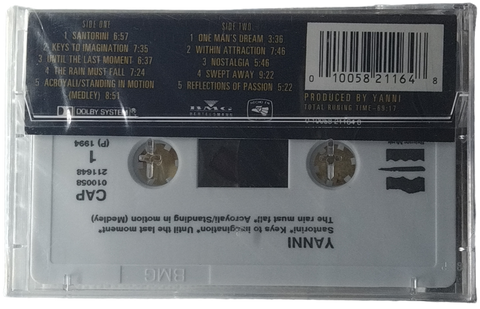 SIDE ONE
1 SANTORINI 6:57
2 KEYS TO IMAGINATION 7:35
3 UNTIL THE LAST MOMENT 6:37
4 THE RAIN MUST FALL 7:24
5 ACROYALI/STANDING IN MOTION
(MEDLEY) 8:51
DOLBY SYSTEM
SIDE TWO
1 ONE MAN'S DREAM 3:36
2 WITHIN ATTRACTION 7:46
3 NOSTALGIA 5:46
4 SWEPT AWAY 9:22
5 REFLECTIONS OF PASSION 5:22
BMG
0 10058 21164 8
PRODUCED BY YANNI
YANNI
Santorini* Keys to imagination* Until the last moment*
The rain must fall* Acroyali/Standing in motion (Medley)
CAP
010058
211648
1
(P) 1994
BMG